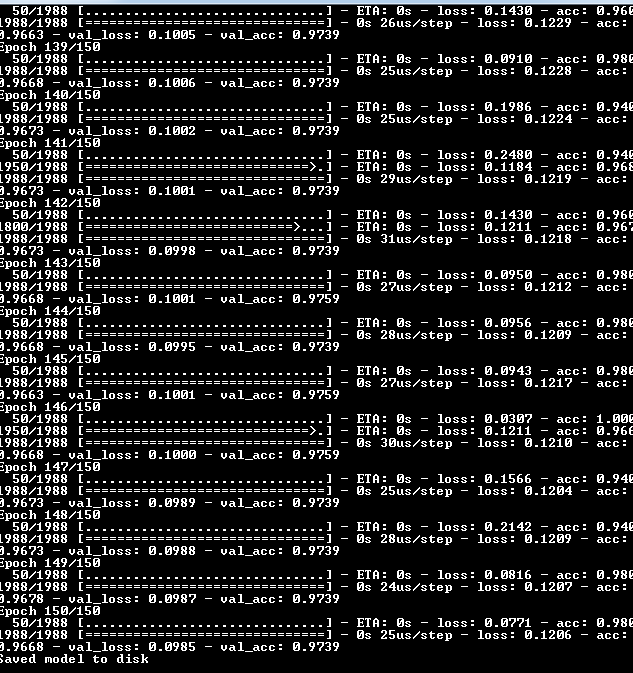 50/1988 [..............................] - ETA: 0s - loss: 0.1430 - acc: 0.960
1988/1988 [==============================] - 0s 26us/step - loss: 0.1229 - acc:
0.9663 - val_loss: 0.1005 - val_acc: 0.9739
Epoch 139/150
50/1988 [..............................] - ETA: 0s - loss: 0.0910 - acc: 0.980
1988/1988 [==============================] - 0s 25us/step - loss: 0.1228 - acc:
0.9668 - val_loss: 0.1006 - val_acc: 0.9739
Epoch 140/150
50/1988 [..............................] - ETA: 0s - loss: 0.1986 - acc: 0.940
1988/1988 [==============================] - 0s 25us/step - loss: 0.1224 - acc:
0.9673 - val_loss: 0.1002 - val_acc: 0.9739
Epoch 141/150
50/1988 [..............................] - ETA: 0s - loss: 0.2480 - acc: 0.940
1950/1988 [============================>.] - ETA: 0s - loss: 0.1184 - acc: 0.968
1988/1988 [==============================] - 0s 29us/step - loss: 0.1219 - acc:
0.9673 - val_loss: 0.1001 - val_acc: 0.9739
Epoch 142/150
50/1988 [..............................] - ETA: 0s - loss: 0.1430 - acc: 0.960
1800/1988 [==========================>...] - ETA: 0s - loss: 0.1211 - acc: 0.967
1988/1988 [==============================] - 0s 31us/step - loss: 0.1218 - acc:
0.9673 - val_loss: 0.0998 - val_acc: 0.9739
Epoch 143/150
50/1988 [..............................] - ETA: 0s - loss: 0.0950 - acc: 0.980
1988/1988 [==============================] - 0s 27us/step - loss: 0.1212 - acc:
0.9668 - val_loss: 0.1001 - val_acc: 0.9759
Epoch 144/150
50/1988 [..............................] - ETA: 0s - loss: 0.0956 - acc: 0.980
1988/1988 [==============================] - 0s 28us/step - loss: 0.1209 - acc:
0.9668 - val_loss: 0.0995 - val_acc: 0.9739
Epoch 145/150
50/1988 [..............................] - ETA: 0s - loss: 0.0943 - acc: 0.980
1988/1988 [==============================] - 0s 27us/step - loss: 0.1217 - acc:
0.9663 - val_loss: 0.1001 - val_acc: 0.9759
Epoch 146/150
50/1988 [..............................] - ETA: 0s - loss: 0.0307 - acc: 1.000
1950/1988 [============================>.] - ETA: 0s - loss: 0.1211 - acc: 0.966
1988/1988 [==============================] - 0s 30us/step - loss: 0.1210 - acc:
0.9668 - val_loss: 0.1000 - val_acc: 0.9759
Epoch 147/150
50/1988 [..............................] - ETA: 0s - loss: 0.1566 - acc: 0.940
1988/1988 [==============================] - 0s 25us/step - loss: 0.1204 - acc:
0.9673 - val_loss: 0.0989 - val_acc: 0.9739
Epoch 148/150
50/1988 [..............................] - ETA: 0s - loss: 0.2142 - acc: 0.940
1988/1988 [==============================] - 0s 28us/step - loss: 0.1209 - acc:
0.9673 - val_loss: 0.0988 - val_acc: 0.9739
Epoch 149/150
50/1988 [..............................] - ETA: 0s - loss: 0.0816 - acc: 0.980
1988/1988 [==============================] - 0s 24us/step - loss: 0.1207 - acc:
0.9678 - val_loss: 0.0987 - val_acc: 0.9739
Epoch 150/150
50/1988 [..............................] - ETA: 0s - loss: 0.0771 - acc: 0.980
1988/1988 [==============================] - 0s 25us/step - loss: 0.1206 - acc:
0.9668 - val_loss: 0.0985 - val_acc: 0.9739
Saved model to disk